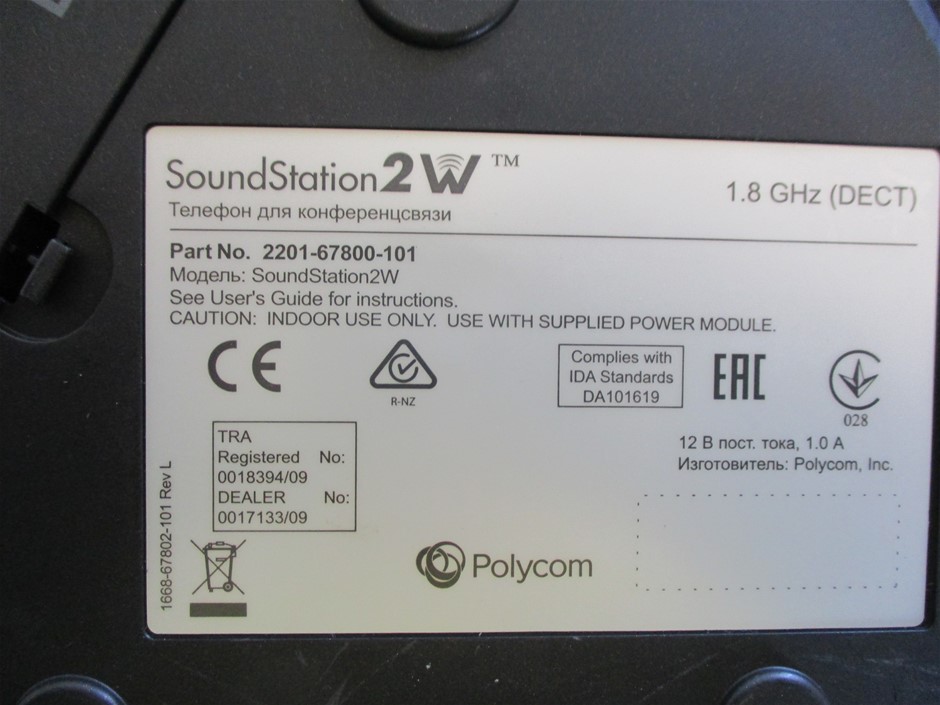 SoundStation2W™
1.8 GHz (DECT)
Телефон для конференцсвязи
Part No. 2201-67800-101
Модель: SoundStation2W
See User's Guide for instructions.
CAUTION: INDOOR USE ONLY. USE WITH SUPPLIED POWER MODULE.
CE
R-NZ
Complies with
IDA Standards
DA101619
EAC
028
12 В пост. тока, 1.0 А
Изготовитель: Polycom, Inc.
TRA
Registered No:
0018394/09
DEALER No:
0017133/09
1668-67802-101 Rev L
Polycom